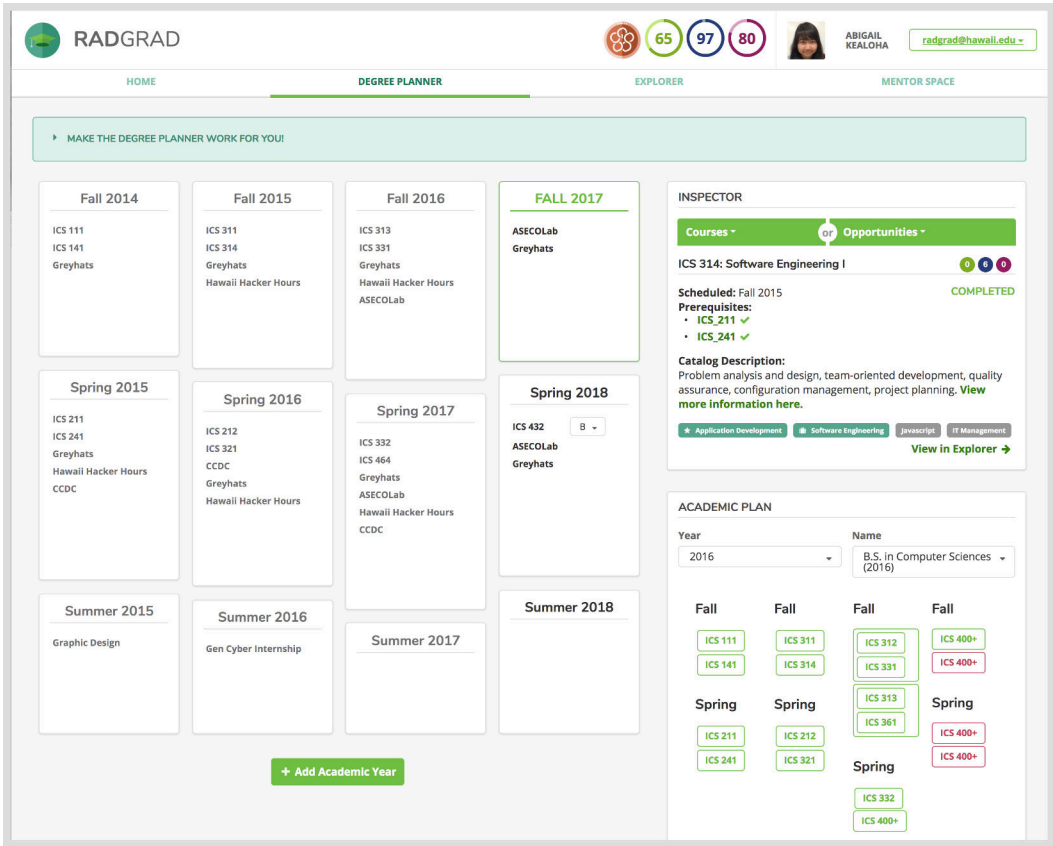 RADGRAD
65 97 80
ABIGAIL
KEALOHA
radgrad@hawaii.edu
HOME DEGREE PLANNER EXPLORER MENTOR SPACE
MAKE THE DEGREE PLANNER WORK FOR YOU!
Fall 2014
ICS 111
ICS 141
Greyhats
Spring 2015
ICS 211
ICS 241
Greyhats
Hawaii Hacker Hours
CCDC
Summer 2015
Graphic Design
Fall 2015
ICS 311
ICS 314
Greyhats
Hawaii Hacker Hours
Spring 2016
ICS 212
ICS 321
CCDC
Greyhats
Hawaii Hacker Hours
Summer 2016
Gen Cyber Internship
Fall 2016
ICS 313
ICS 331
Greyhats
Hawaii Hacker Hours
ASECOLab
Spring 2017
ICS 332
ICS 464
Greyhats
ASECOLab
Hawaii Hacker Hours
CCDC
Summer 2017
FALL 2017
ASECOLab
Greyhats
Spring 2018
ICS 432 B
ASECOLab
Greyhats
Summer 2018
+ Add Academic Year
INSPECTOR
Courses or Opportunities
ICS 314: Software Engineering I 0 6 0
Scheduled: Fall 2015 COMPLETED
Prerequisites:
• ICS_211 ✔
• ICS_241 ✔
Catalog Description:
Problem analysis and design, team-oriented development, quality
assurance, configuration management, project planning. View
more information here.
Application Development Software Engineering Javascript IT Management
View in Explorer →
ACADEMIC PLAN
Year Name
2016 B.S. in Computer Sciences
(2016)
Fall
ICS 111
ICS 141
Spring
ICS 211
ICS 241
Fall
ICS 311
ICS 314
Spring
ICS 212
ICS 321
Fall
ICS 312
ICS 331
ICS 313
ICS 361
Spring
ICS 332
ICS 400+
Fall
ICS 400+
ICS 400+
Spring
ICS 400+
ICS 400+